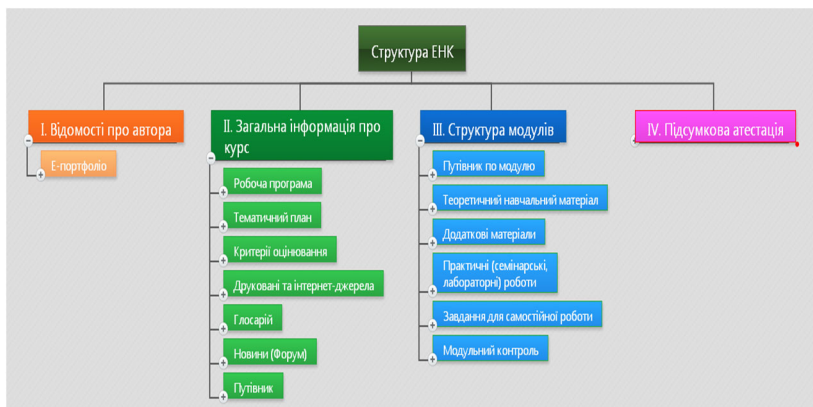 Структура ЕНК
І. Відомості про автора
Е-портфоліо
ІІ. Загальна інформація про
курс
Робоча програма
Тематичний план
Критерії оцінювання
Друковані та інтернет-джерела
Глосарій
Новини (Форум)
Путівник
ІІІ. Структура модулів
Путівник по модулю
Теоретичний навчальний матеріал
Додаткові матеріали
Практичні (семінарські,
лабораторні) роботи
Завдання для самостійної роботи
Модульний контроль
IV. Підсумкова атестація